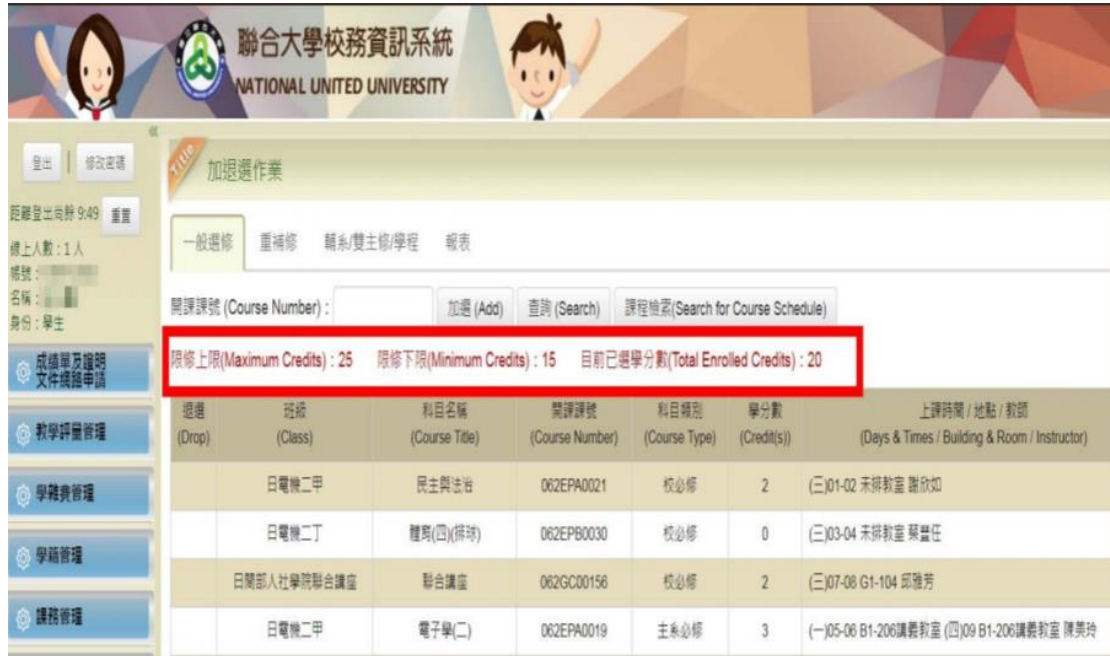 聯合大學校務資訊系統
NATIONAL UNITED UNIVERSITY
登出 | 修改密碼
Title 加退選作業
距離登出尚餘 9:49 重置
線上人數 : 1 人
帳號 :
名稱 :
身份 : 學生
一般選修 重補修 輔系/雙主修/學程 報表
開課課號 (Course Number) : 加選 (Add) 查詢 (Search) 課程檢索(Search for Course Schedule)
限修上限(Maximum Credits) : 25 限修下限(Minimum Credits) : 15 目前已選學分數(Total Enrolled Credits) : 20
成績單及證明
文件網路申請
教學評量管理
學雜費管理
學籍管理
課務管理
退選 班級 科目名稱 開課課號 科目類別 學分數 上課時間 / 地點 / 教師
(Drop) (Class) (Course Title) (Course Number) (Course Type) (Credit(s)) (Days & Times / Building & Room / Instructor)
日電機二甲 民主與法治 062EPA0021 校必修 2 (三)01-02 未排教室 謝欣如
日電機二丁 體育(四)(排球) 062EPB0030 校必修 0 (三)03-04 未排教室 蔡豐任
日間部人社學院聯合講座 聯合講座 062GC00156 校必修 2 (三)07-08 G1-104 邱雅芳
日電機二甲 電子學(二) 062EPA0019 主系必修 3 (一)05-06 B1-206講義教室 (四)09 B1-206講義教室 陳美玲